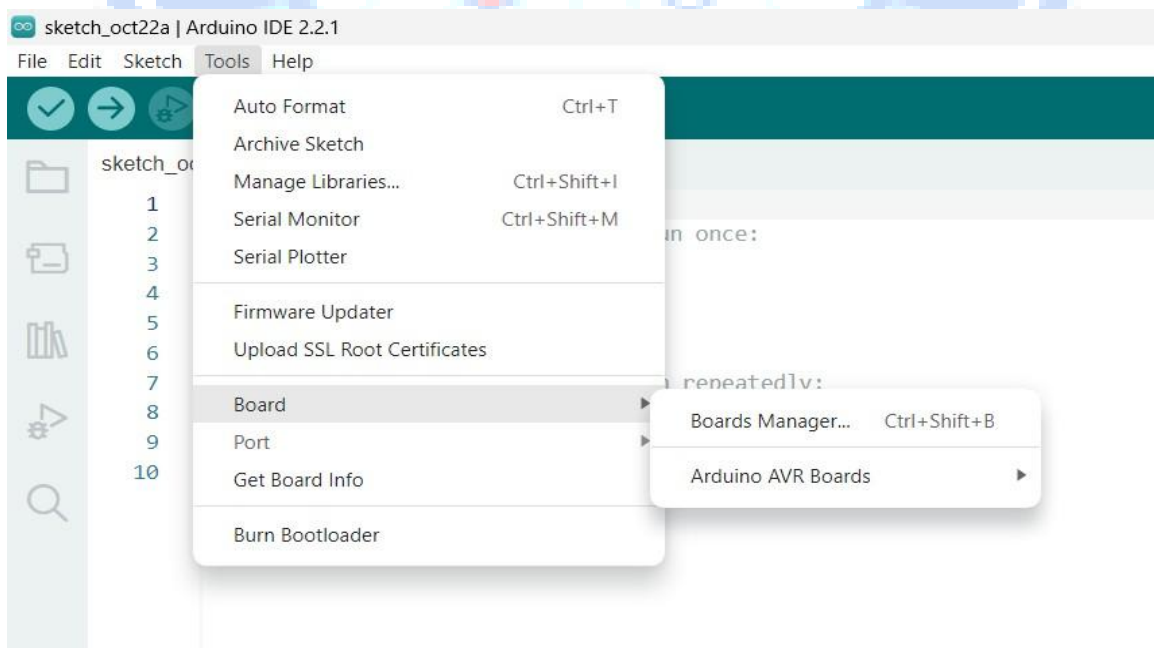 sketch_oct22a | Arduino IDE 2.2.1
File Edit Sketch Tools Help
Auto Format Ctrl+T
Archive Sketch
sketch_oc
Manage Libraries... Ctrl+Shift+I
1
Serial Monitor Ctrl+Shift+M
2 un once:
Serial Plotter
3
4
Firmware Updater
5
Upload SSL Root Certificates
6
7 repeatedly:
Board
8
Boards Manager... Ctrl+Shift+B
Port
9
10
Get Board Info
Arduino AVR Boards
Burn Bootloader